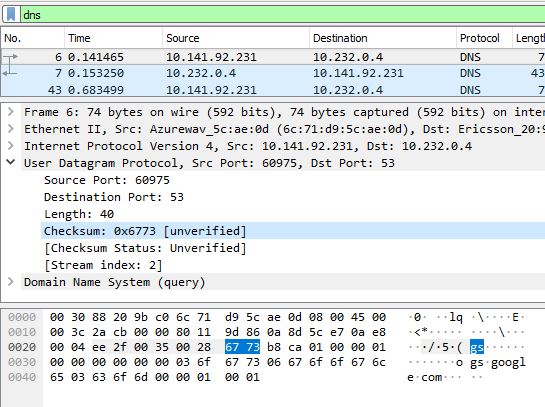 dns
No. Time Source Destination Protocol Lengt
6 0.141465 10.141.92.231 10.232.0.4 DNS 7
7 0.153250 10.232.0.4 10.141.92.231 DNS 43
43 0.683499 10.141.92.231 10.232.0.4 DNS 7
Frame 6: 74 bytes on wire (592 bits), 74 bytes captured (592 bits) on inter
Ethernet II, Src: Azurewav_5c:ae:0d (6c:71:d9:5c:ae:0d), Dst: Ericsson_20:9
Internet Protocol Version 4, Src: 10.141.92.231, Dst: 10.232.0.4
User Datagram Protocol, Src Port: 60975, Dst Port: 53
Source Port: 60975
Destination Port: 53
Length: 40
Checksum: 0x6773 [unverified]
[Checksum Status: Unverified]
[Stream index: 2]
Domain Name System (query)
0000 00 30 88 20 9b c0 6c 71 d9 5c ae 0d 08 00 45 00 ·0· ··lq ·\····E·
0010 00 3c 2a cb 00 00 80 11 9d 86 0a 8d 5c e7 0a e8 ·<*····· ····\···
0020 00 04 ee 2f 00 35 00 28 67 73 b8 ca 01 00 00 01 ···/·5·( gs······
0030 00 00 00 00 00 00 03 6f 67 73 06 67 6f 6f 67 6c ·······o gs·googl
0040 65 03 63 6f 6d 00 00 01 00 01 e·com··· ··